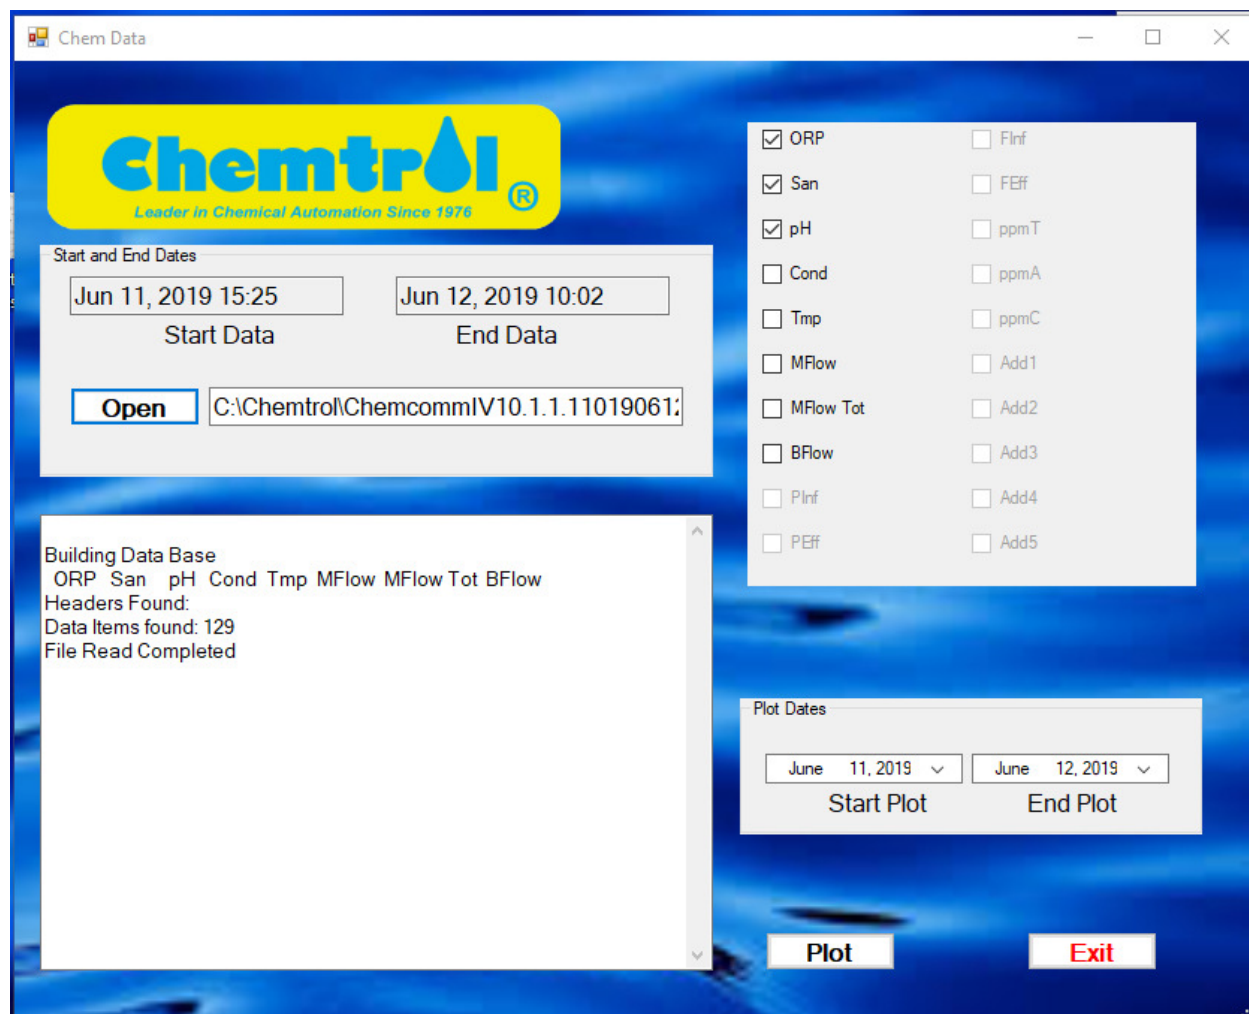 Chem Data
Chemtrol ®
Leader in Chemical Automation Since 1976
Start and End Dates
Jun 11, 2019 15:25
Jun 12, 2019 10:02
Start Data
End Data
Open
C:\Chemtrol\ChemcommIV10.1.1.11019061
Building Data Base
ORP San pH Cond Tmp MFlow MFlow Tot BFlow
Headers Found:
Data Items found: 129
File Read Completed
ORP
FInf
San
FEff
pH
ppmT
Cond
ppmA
Tmp
ppmC
MFlow
Add1
MFlow Tot
Add2
BFlow
Add3
PInf
Add4
PEff
Add5
Plot Dates
June 11, 2019
June 12, 2019
Start Plot
End Plot
Plot
Exit